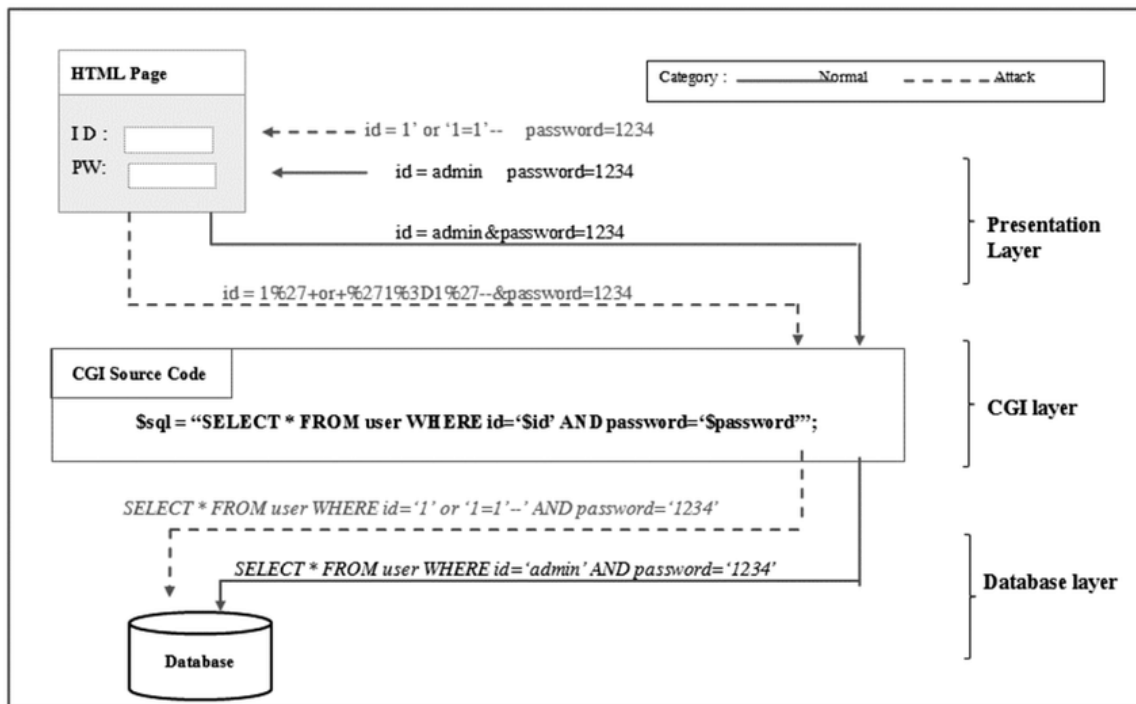 HTML Page
Category : Normal Attack
ID :
PW:
id = 1’ or ‘1=1’-- password=1234
id = admin password=1234
Presentation
Layer
id = admin&password=1234
id = 1%27+or+%271%3D1%27--&password=1234
CGI Source Code
$sql = “SELECT * FROM user WHERE id=‘$id’ AND password=‘$password’”;
CGI layer
SELECT * FROM user WHERE id=‘1’ or ‘1=1’--’ AND password=‘1234’
SELECT * FROM user WHERE id=‘admin’ AND password=‘1234’
Database layer
Database